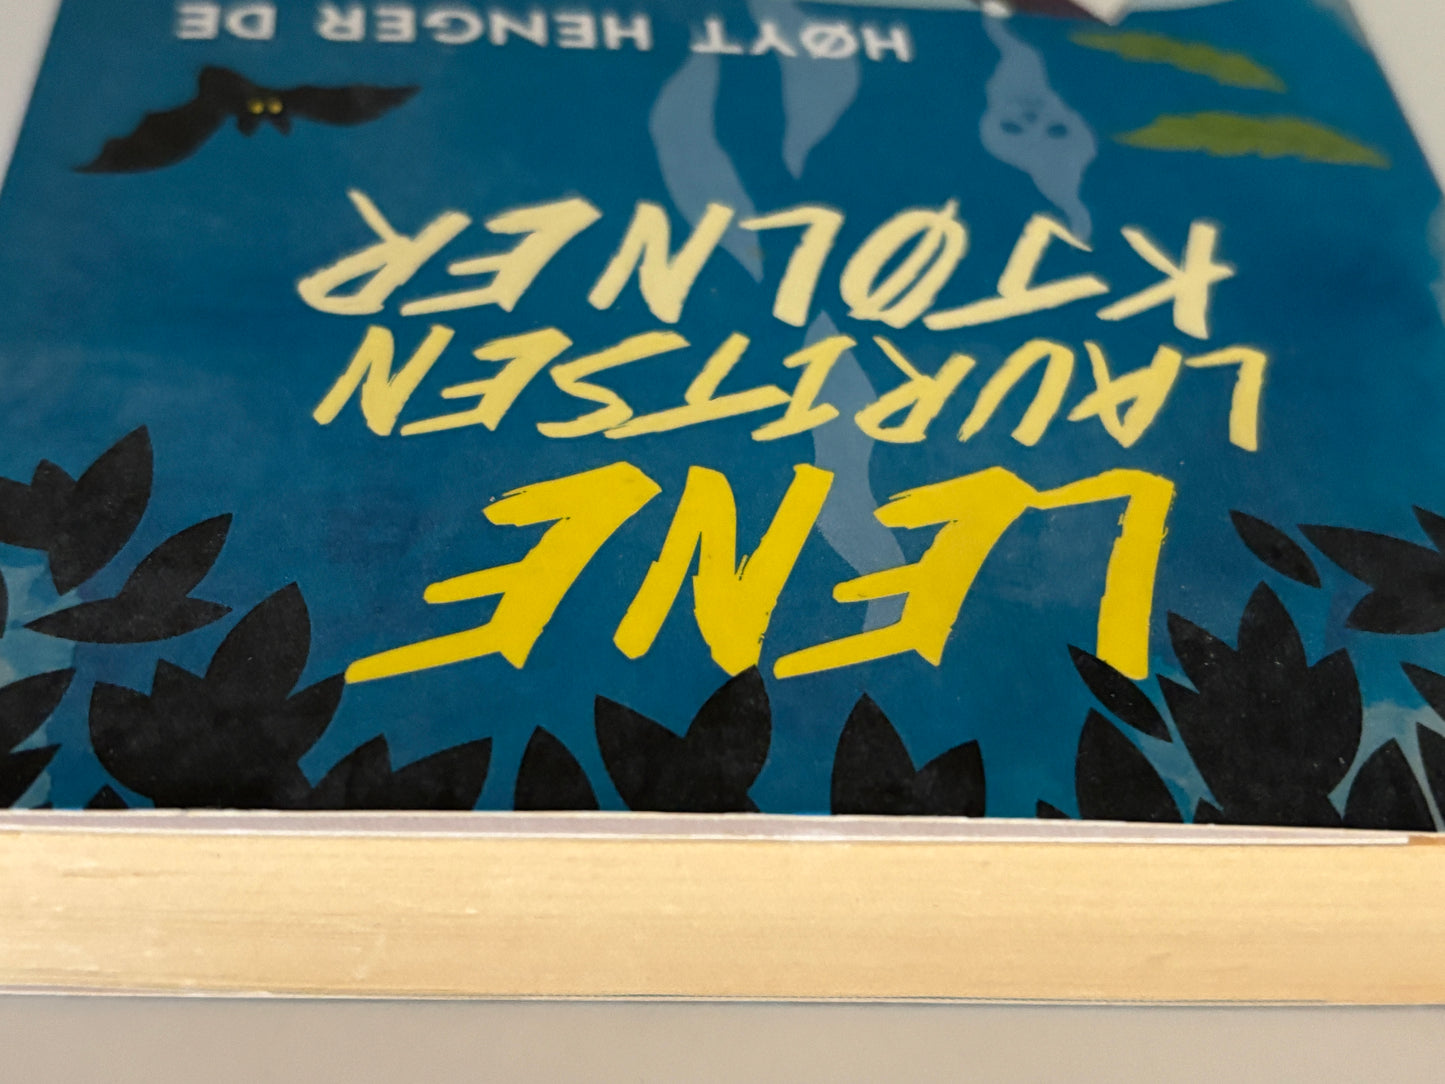 LENE
LAURITSEN
KJØLNER
HØYT HENGER DE